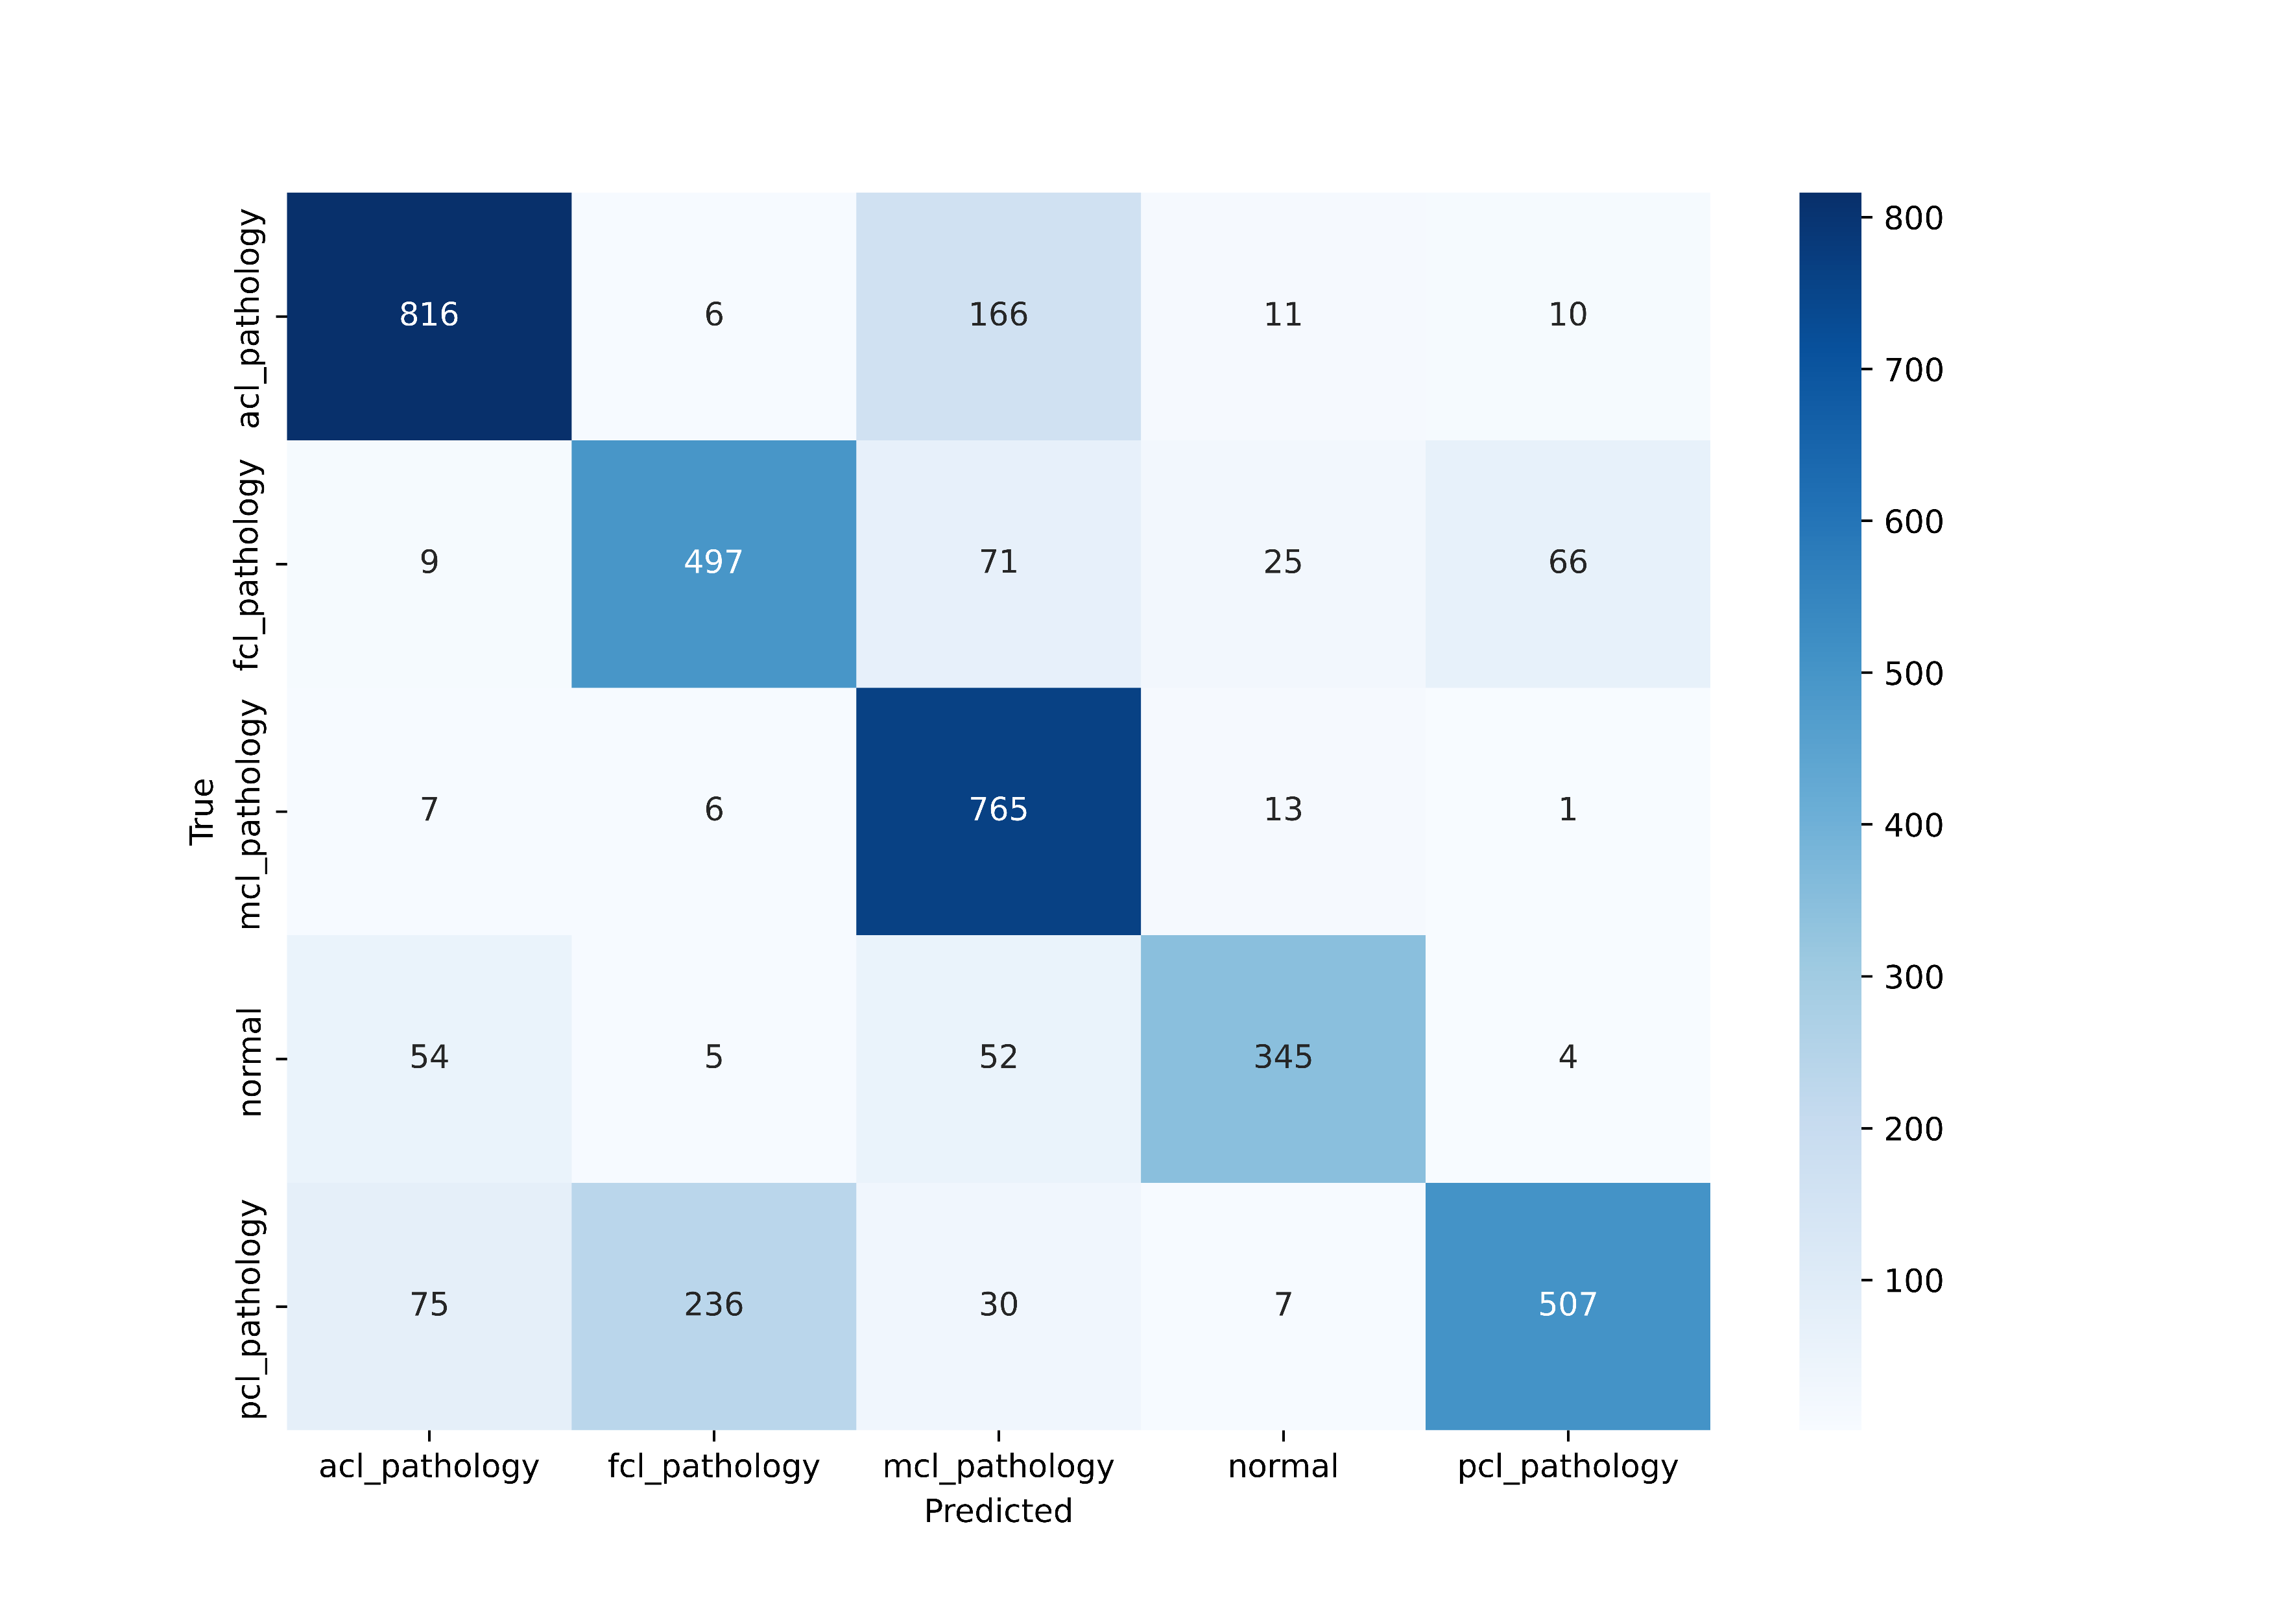 True
acl_pathology 816 6 166 11 10
fcl_pathology 9 497 71 25 66
mcl_pathology 7 6 765 13 1
normal 54 5 52 345 4
pcl_pathology 75 236 30 7 507
acl_pathology fcl_pathology mcl_pathology normal pcl_pathology
Predicted
800
700
600
500
400
300
200
100